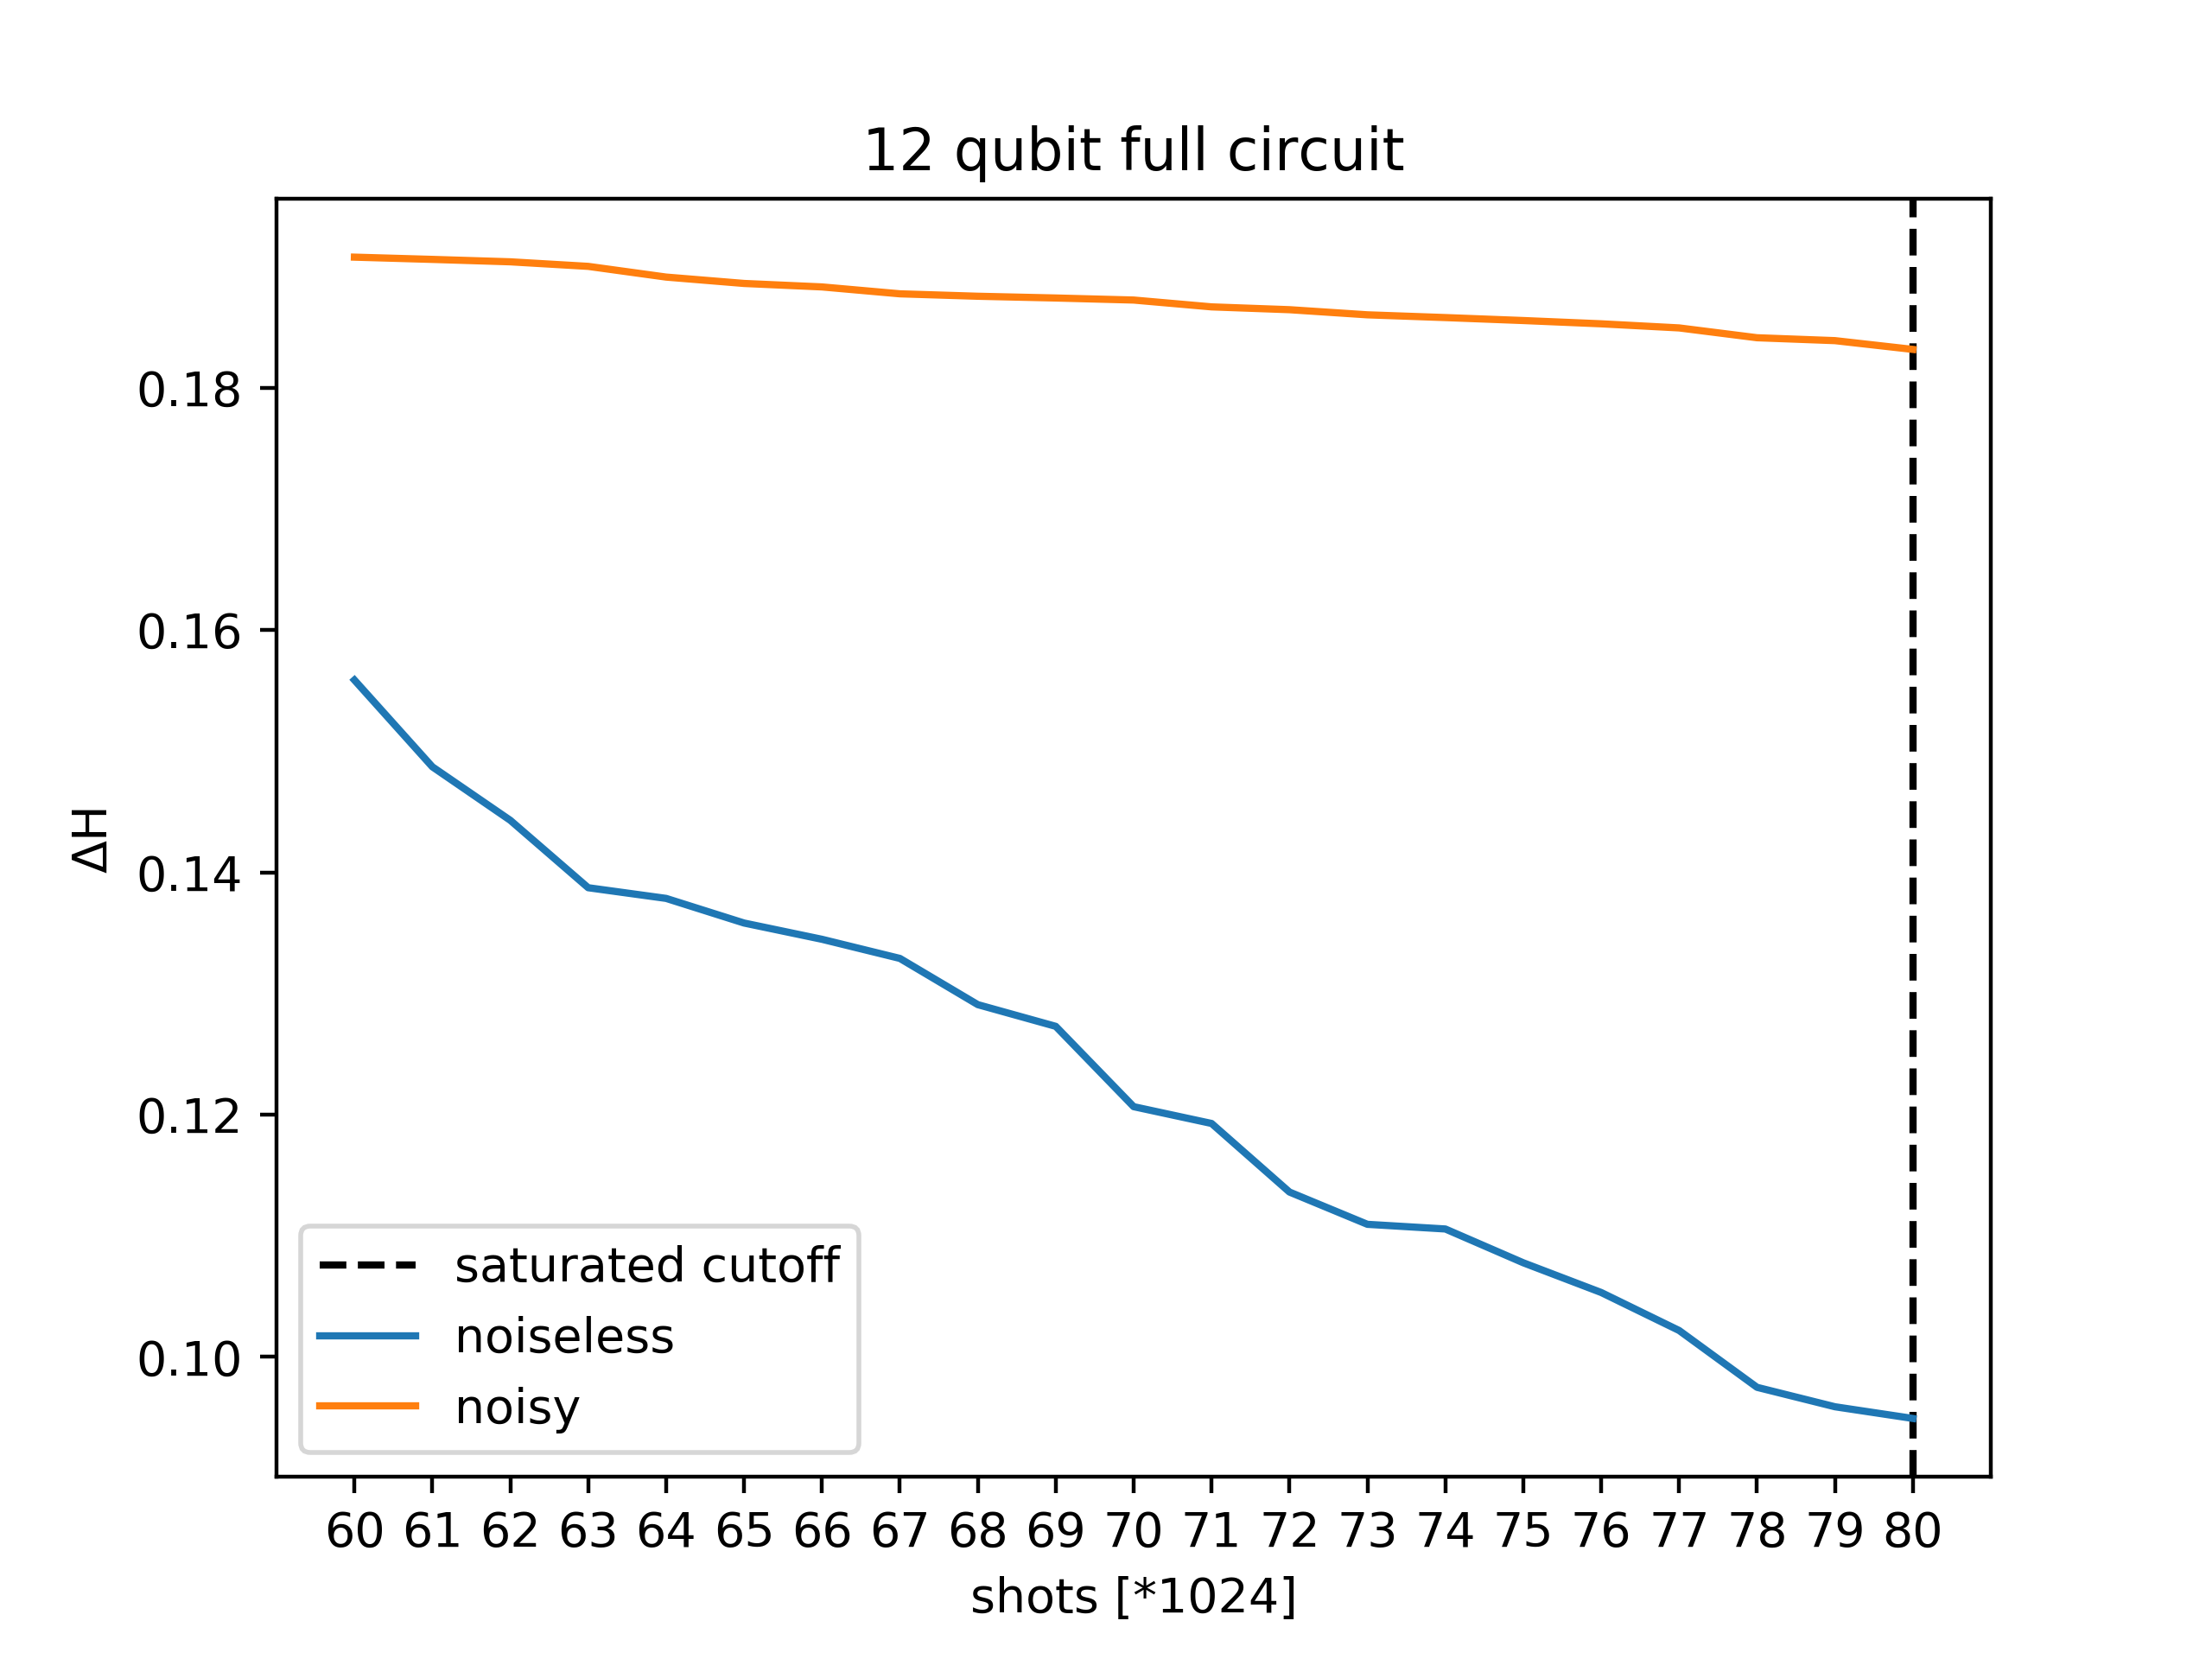 12 qubit full circuit
0.18
0.16
0.14
0.12
0.10
ΔH
saturated cutoff
noiseless
noisy
60 61 62 63 64 65 66 67 68 69 70 71 72 73 74 75 76 77 78 79 80
shots [*1024]